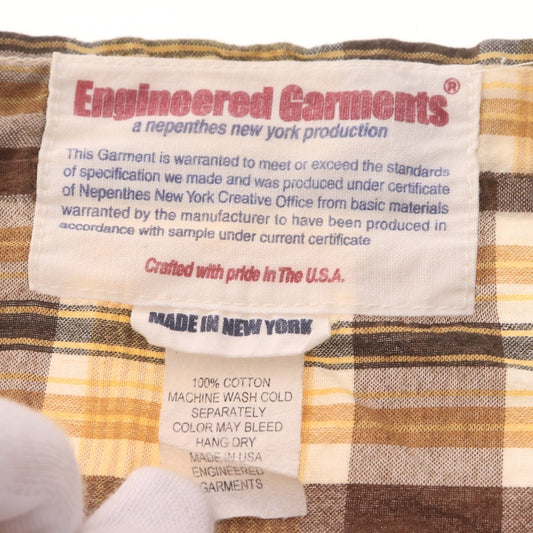 Engineered Garments®
a nepenthes new york production
This Garment is warranted to meet or exceed the standards
of specification we made and was produced under certificate
of Nepenthes New York Creative Office from basic materials
warranted by the manufacturer to have been produced in
accordance with sample under current certificate
Crafted with pride in The U.S.A.
MADE IN NEW YORK
100% COTTON
MACHINE WASH COLD
SEPARATELY
COLOR MAY BLEED
HANG DRY
MADE IN USA
ENGINEERED
GARMENTS